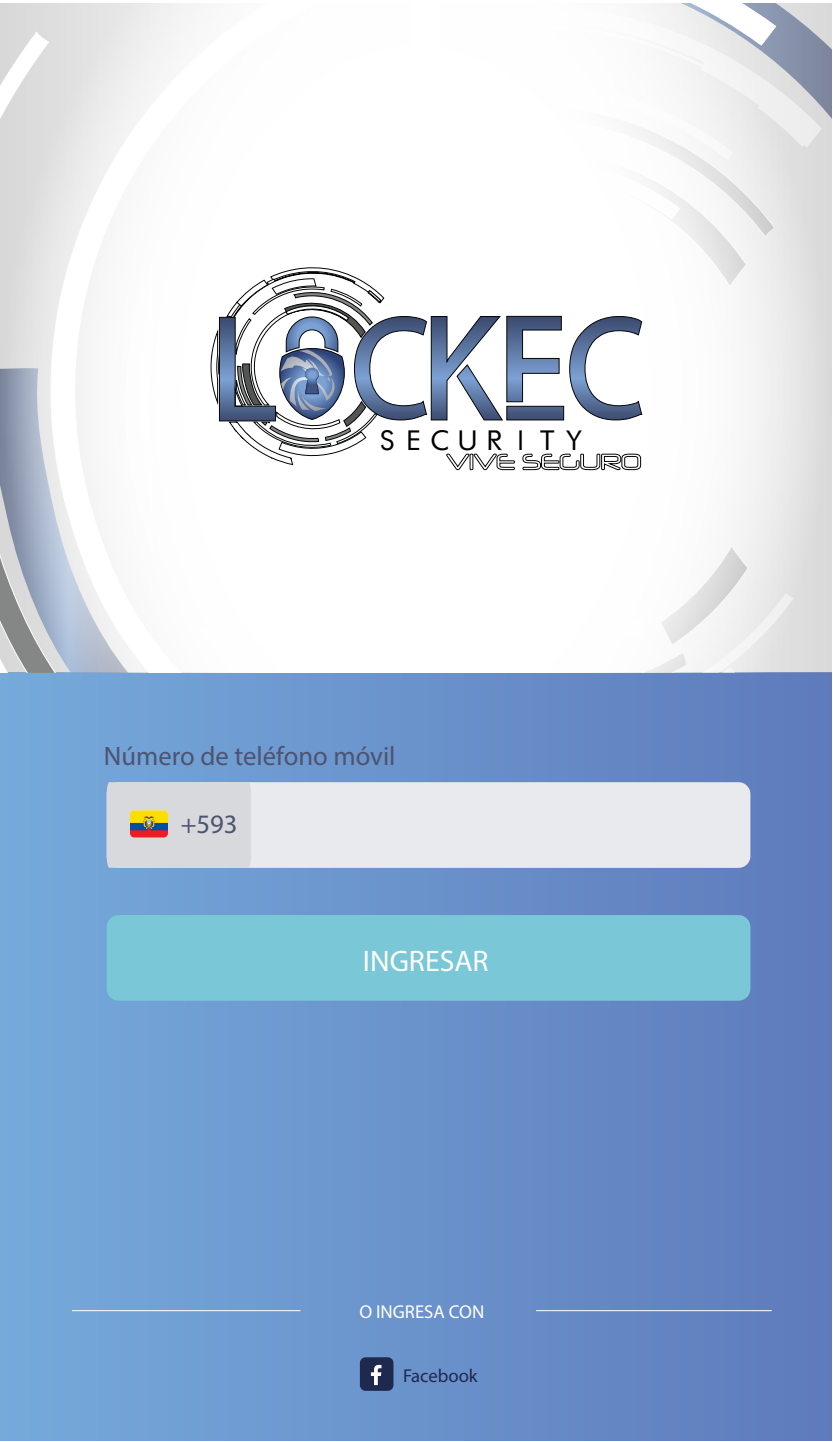 LOCKEC
SECURITY
VIVE SEGURO
Número de teléfono móvil
+593
INGRESAR
O INGRESA CON
f Facebook